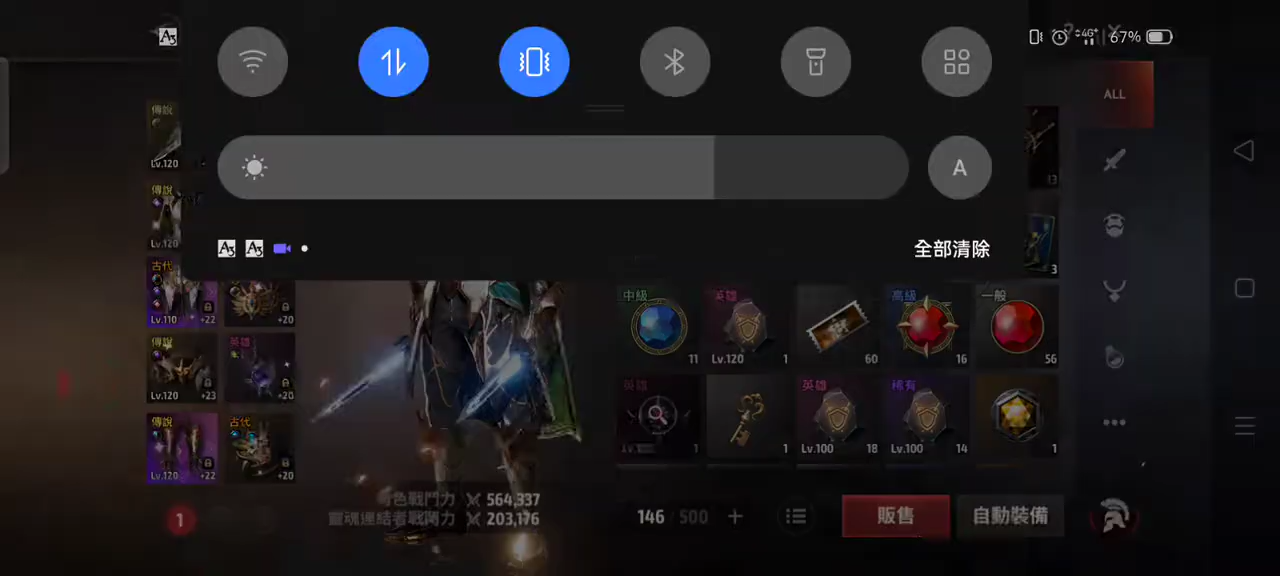 A3
4G+
67%
A
A3 A3
全部清除
ALL
傳說
Lv.120
傳說
Lv.120
13
3
古代
Lv.110 +22
+20
傳說
Lv.120 +23
英雄
+20
傳說
Lv.120 +22
古代
+20
中級
11
英雄
Lv.120 1
60
高級
16
一般
56
英雄
1
1
英雄
Lv.100 18
稀有
Lv.100 14
1
角色戰鬥力 564,337
靈魂連結者戰鬥力 203,176
1
146 / 500 +
販售
自動裝備